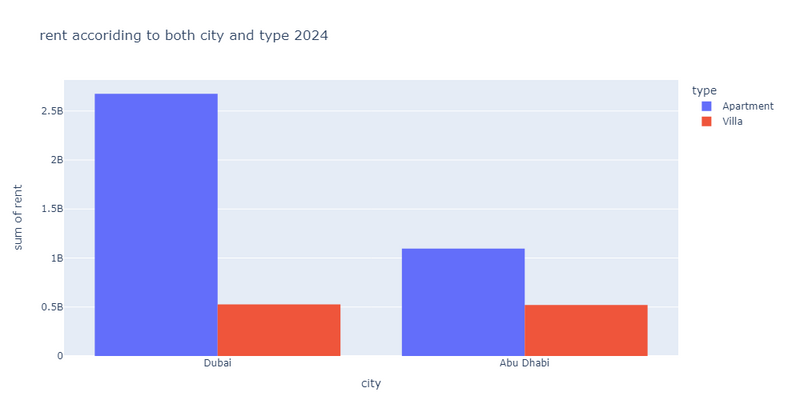 rent accoriding to both city and type 2024
type
Apartment
Villa
2.5B
2B
1.5B
1B
0.5B
0
sum of rent
Dubai
Abu Dhabi
city